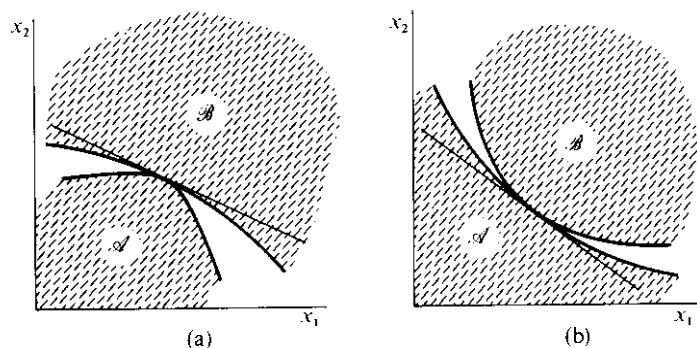 x₂
ℬ
𝒜
x₁
(a)
x₂
ℬ
𝒜
x₁
(b)